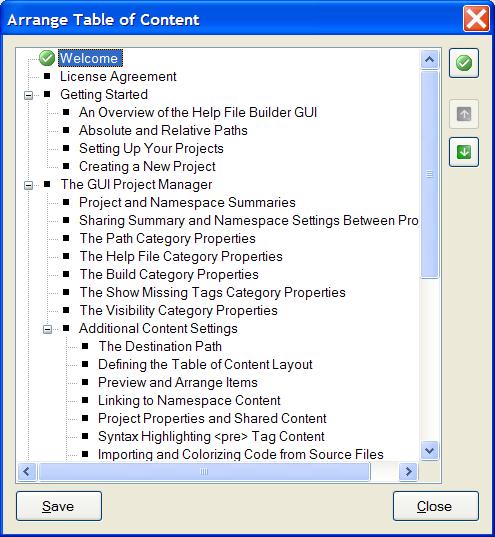 Arrange Table of Content
Welcome
License Agreement
Getting Started
An Overview of the Help File Builder GUI
Absolute and Relative Paths
Setting Up Your Projects
Creating a New Project
The GUI Project Manager
Project and Namespace Summaries
Sharing Summary and Namespace Settings Between Pro
The Path Category Properties
The Help File Category Properties
The Build Category Properties
The Show Missing Tags Category Properties
The Visibility Category Properties
Additional Content Settings
The Destination Path
Defining the Table of Content Layout
Preview and Arrange Items
Linking to Namespace Content
Project Properties and Shared Content
Syntax Highlighting <pre> Tag Content
Importing and Colorizing Code from Source Files
Save Close